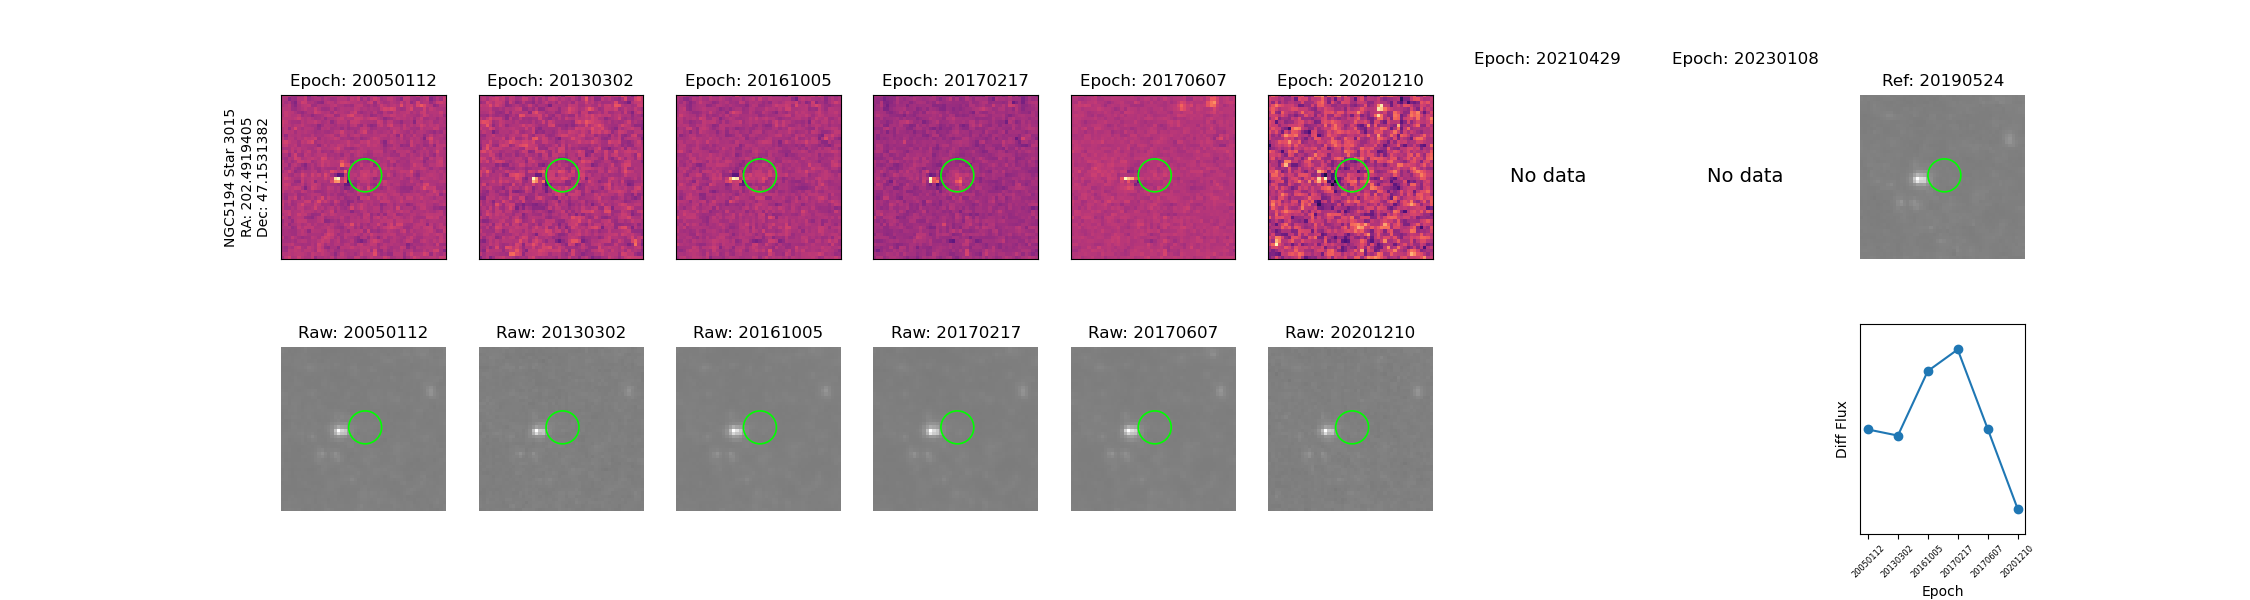 Epoch: 20050112
Epoch: 20130302
Epoch: 20161005
Epoch: 20170217
Epoch: 20170607
Epoch: 20201210
Epoch: 20210429
Epoch: 20230108
Ref: 20190524
NGC5194 Star 3015
RA: 202.4919405
Dec: 47.1531382
No data
No data
Raw: 20050112
Raw: 20130302
Raw: 20161005
Raw: 20170217
Raw: 20170607
Raw: 20201210
Diff Flux
20050112
20130302
20161005
20170217
20170607
20201210
Epoch